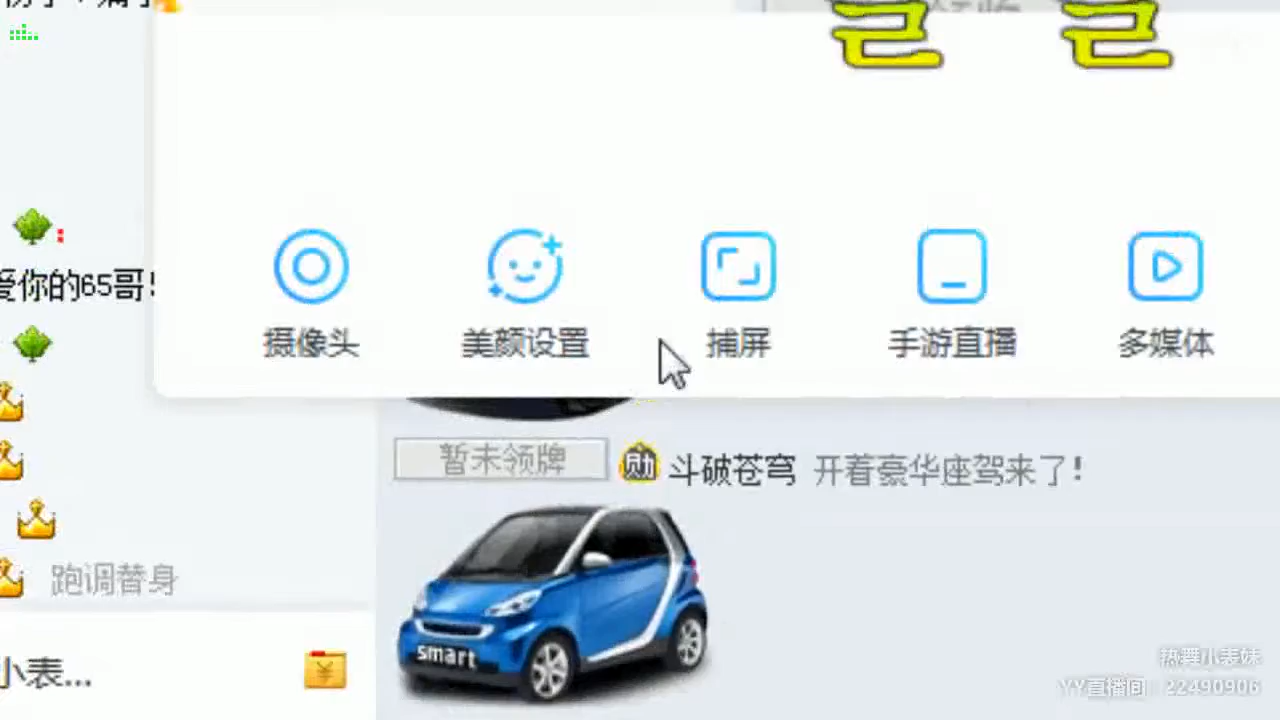 爱你的65哥!
摄像头
美颜设置
捕屏
手游直播
多媒体
暂未领牌
勋
斗破苍穹 开着豪华座驾来了!
smart
跑调替身
小表...
热舞小表妹
YY直播间:22490906